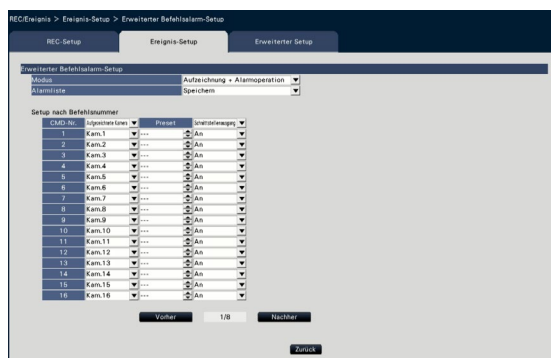 REC/Ereignis > Ereignis-Setup > Erweiterter Befehlsalarm-Setup
REC-Setup Ereignis-Setup Erweiterter Setup
Erweiterter Befehlsalarm-Setup
Modus Aufzeichnung + Alarmoperation
Alarmliste Speichern
Setup nach Befehlsnummer
CMD-Nr. Aufgezeichnete Kamera Preset Schnittstellenausgang
1 Kam.1 --- An
2 Kam.2 --- An
3 Kam.3 --- An
4 Kam.4 --- An
5 Kam.5 --- An
6 Kam.6 --- An
7 Kam.7 --- An
8 Kam.8 --- An
9 Kam.9 --- An
10 Kam.10 --- An
11 Kam.11 --- An
12 Kam.12 --- An
13 Kam.13 --- An
14 Kam.14 --- An
15 Kam.15 --- An
16 Kam.16 --- An
Vorher 1/8 Nachher
Zurück